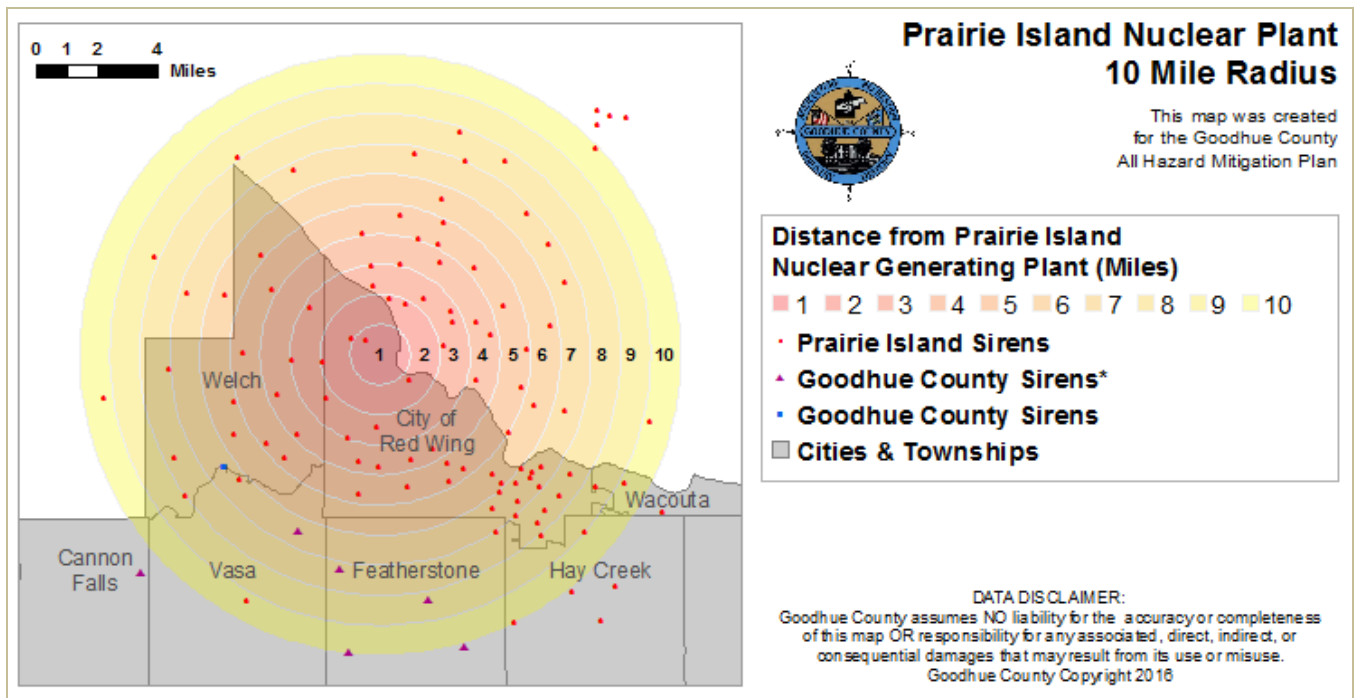 Prairie Island Nuclear Plant
10 Mile Radius
This map was created
for the Goodhue County
All Hazard Mitigation Plan
GOODHUE COUNTY
0 1 2 4
Miles
1 2 3 4 5 6 7 8 9 10
Welch
City of
Red Wing
Wacouta
Cannon
Falls
Vasa
Featherstone
Hay Creek
Distance from Prairie Island
Nuclear Generating Plant (Miles)
1 2 3 4 5 6 7 8 9 10
Prairie Island Sirens
Goodhue County Sirens*
Goodhue County Sirens
Cities & Townships
DATA DISCLAIMER:
Goodhue County assumes NO liability for the accuracy or completeness
of this map OR responsibility for any associated, direct, indirect, or
consequential damages that may result from its use or misuse.
Goodhue County Copyright 2016